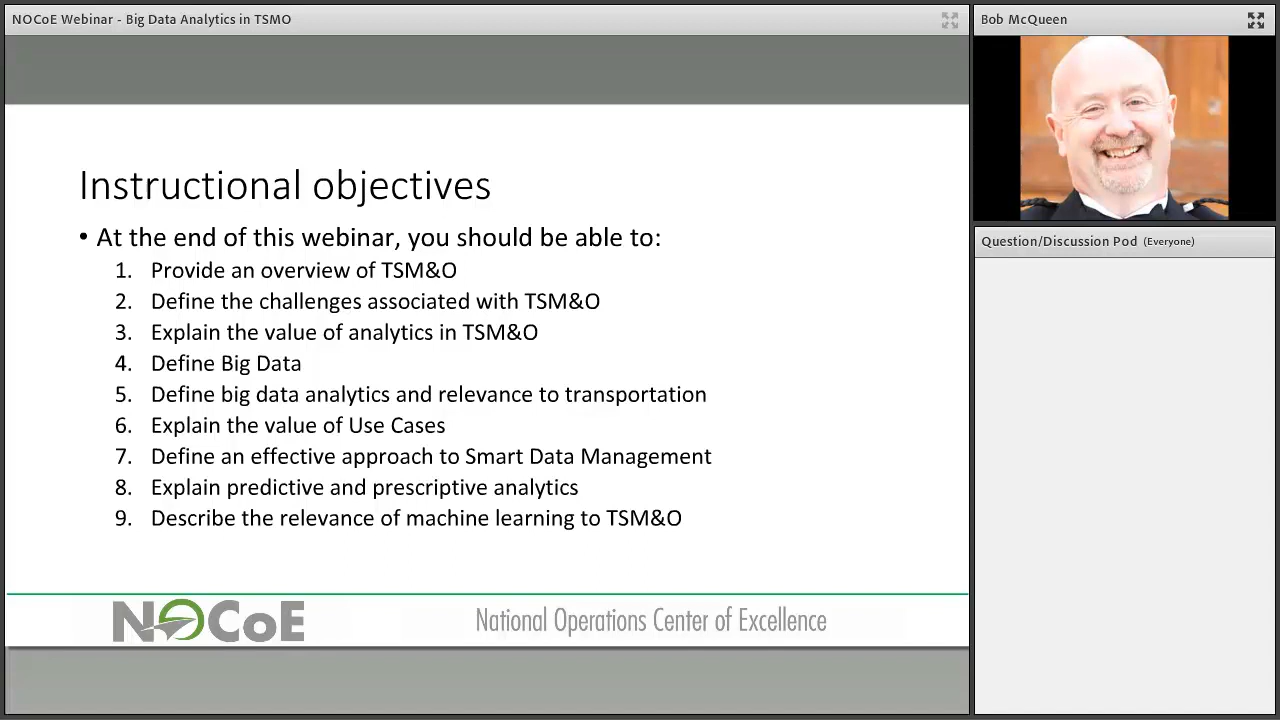 NOCoE Webinar - Big Data Analytics in TSMO
Bob McQueen
Instructional objectives
• At the end of this webinar, you should be able to:
1. Provide an overview of TSM&O
2. Define the challenges associated with TSM&O
3. Explain the value of analytics in TSM&O
4. Define Big Data
5. Define big data analytics and relevance to transportation
6. Explain the value of Use Cases
7. Define an effective approach to Smart Data Management
8. Explain predictive and prescriptive analytics
9. Describe the relevance of machine learning to TSM&O
NOCoE
National Operations Center of Excellence
Question/Discussion Pod (Everyone)